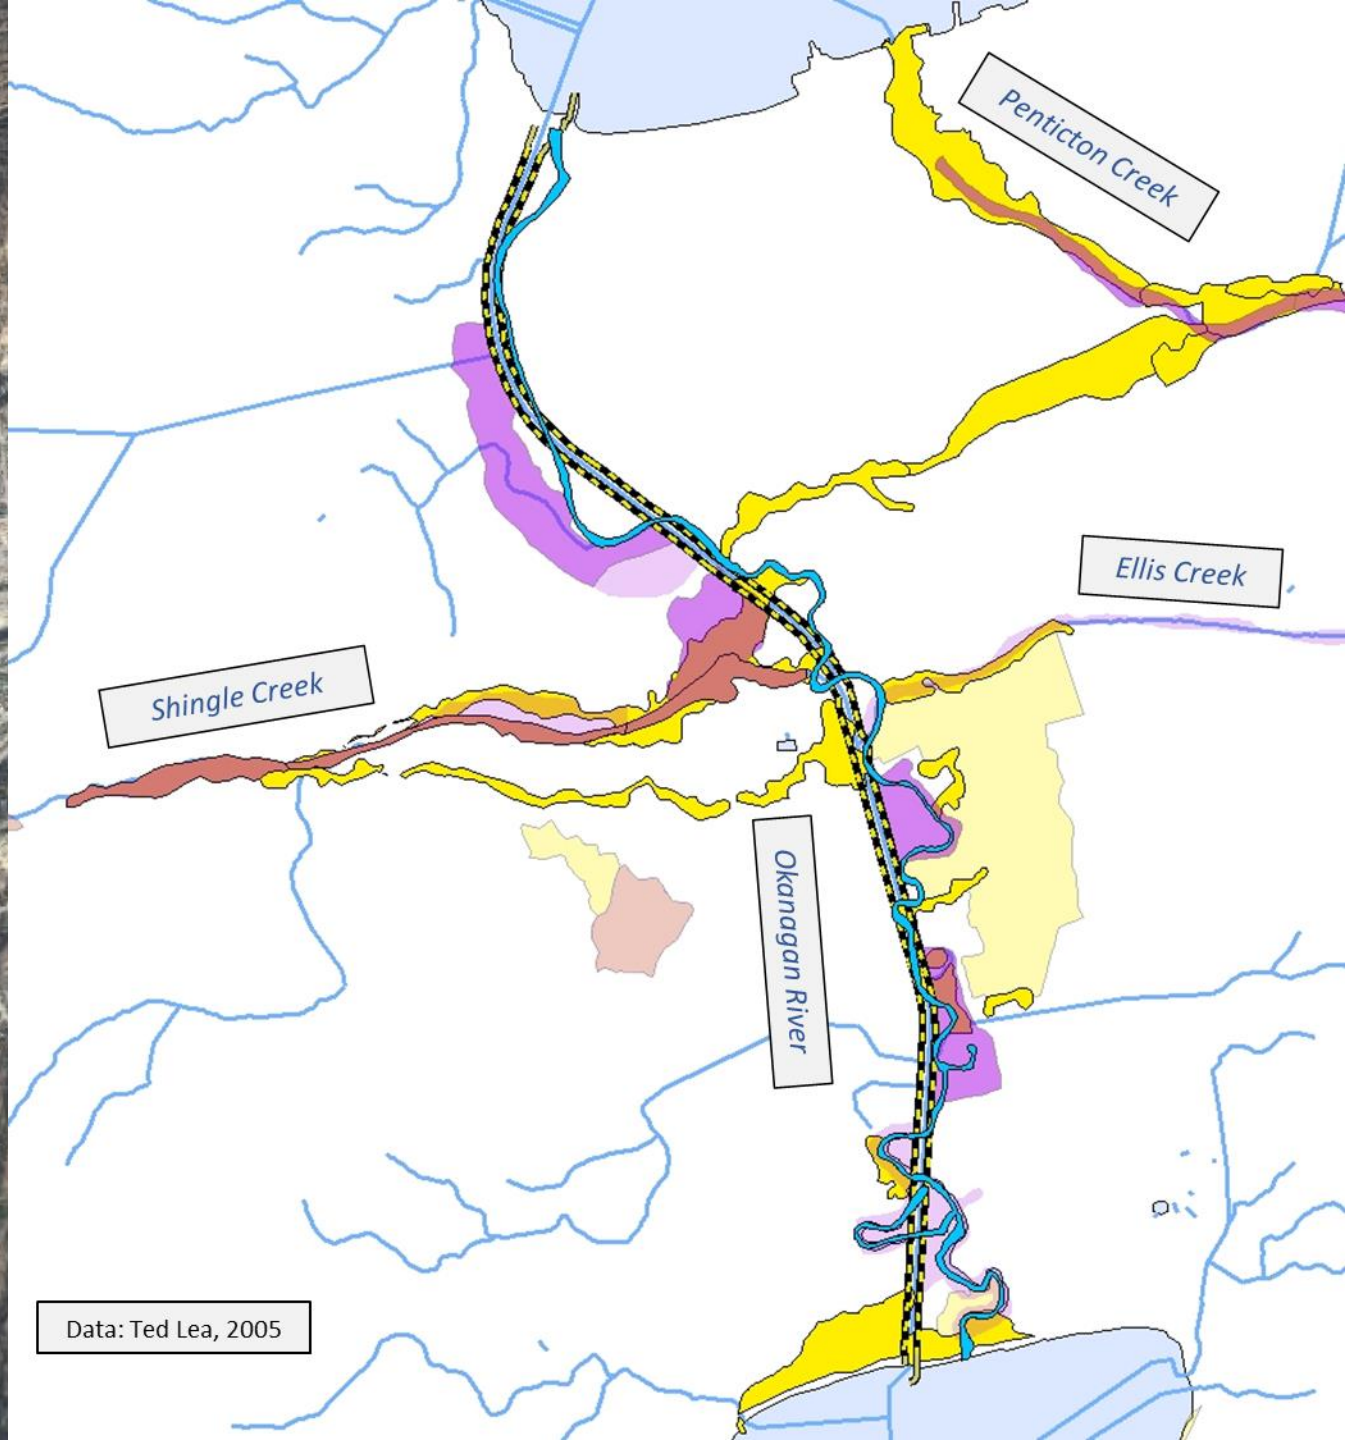 Penticton Creek
Ellis Creek
Shingle Creek
Okanagan River
Data: Ted Lea, 2005